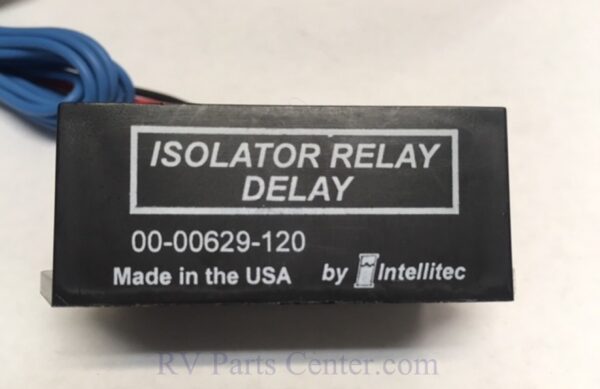 ISOLATOR RELAY
DELAY
00-00629-120
Made in the USA by Intellitec
RV Parts Center.com